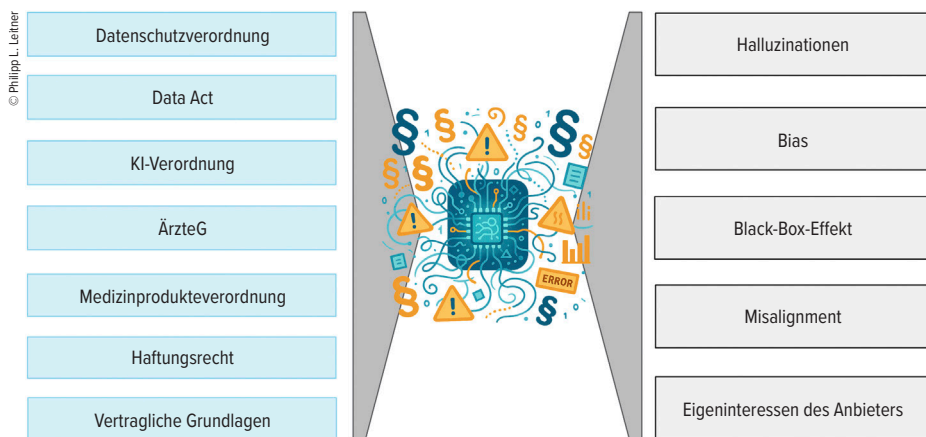 © Philipp L. Leitner
Datenschutzverordnung
Data Act
KI-Verordnung
ÄrzteG
Medizinprodukteverordnung
Haftungsrecht
Vertragliche Grundlagen
ERROR
Halluzinationen
Bias
Black-Box-Effekt
Misalignment
Eigeninteressen des Anbieters